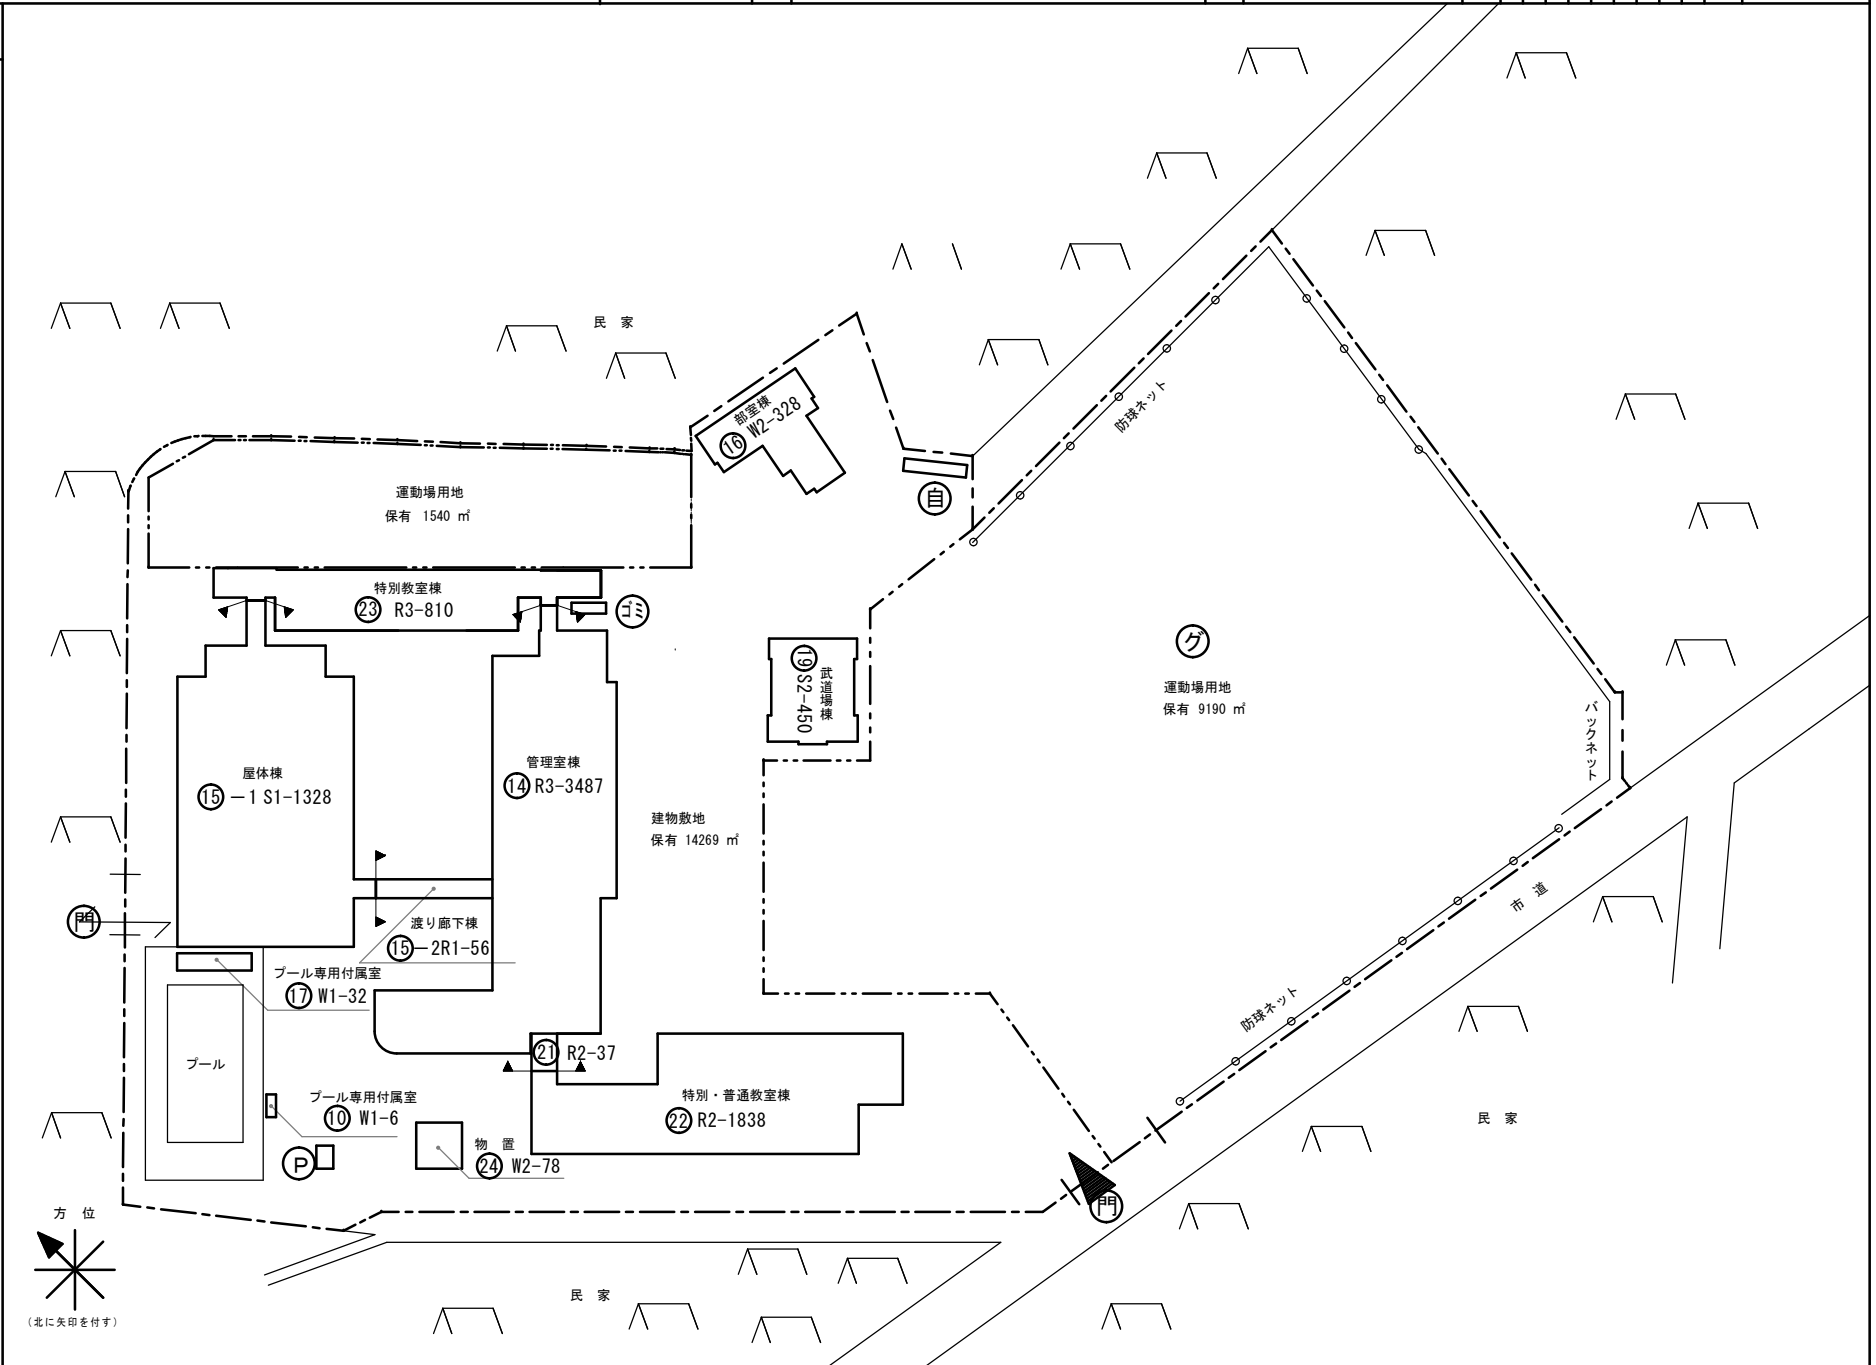 民　家
部室棟
⑯ W2-328
防球ネット
運動場用地
保有 1540 ㎡
自
特別教室棟
㉓ R3-810
ゴミ
グ
運動場用地
保有 9190 ㎡
⑲S2-450
武道場棟
バックネット
屋体棟
⑮－1 S1-1328
管理室棟
⑭ R3-3487
建物敷地
保有 14269 ㎡
門
渡り廊下棟
⑮－2R1-56
市　道
プール専用付属室
⑰ W1-32
防球ネット
㉑ R2-37
プール
プール専用付属室
⑩ W1-6
特別・普通教室棟
㉒ R2-1838
民　家
P
物　置
㉔ W2-78
門
方　位
民　家
(北に矢印を付す)